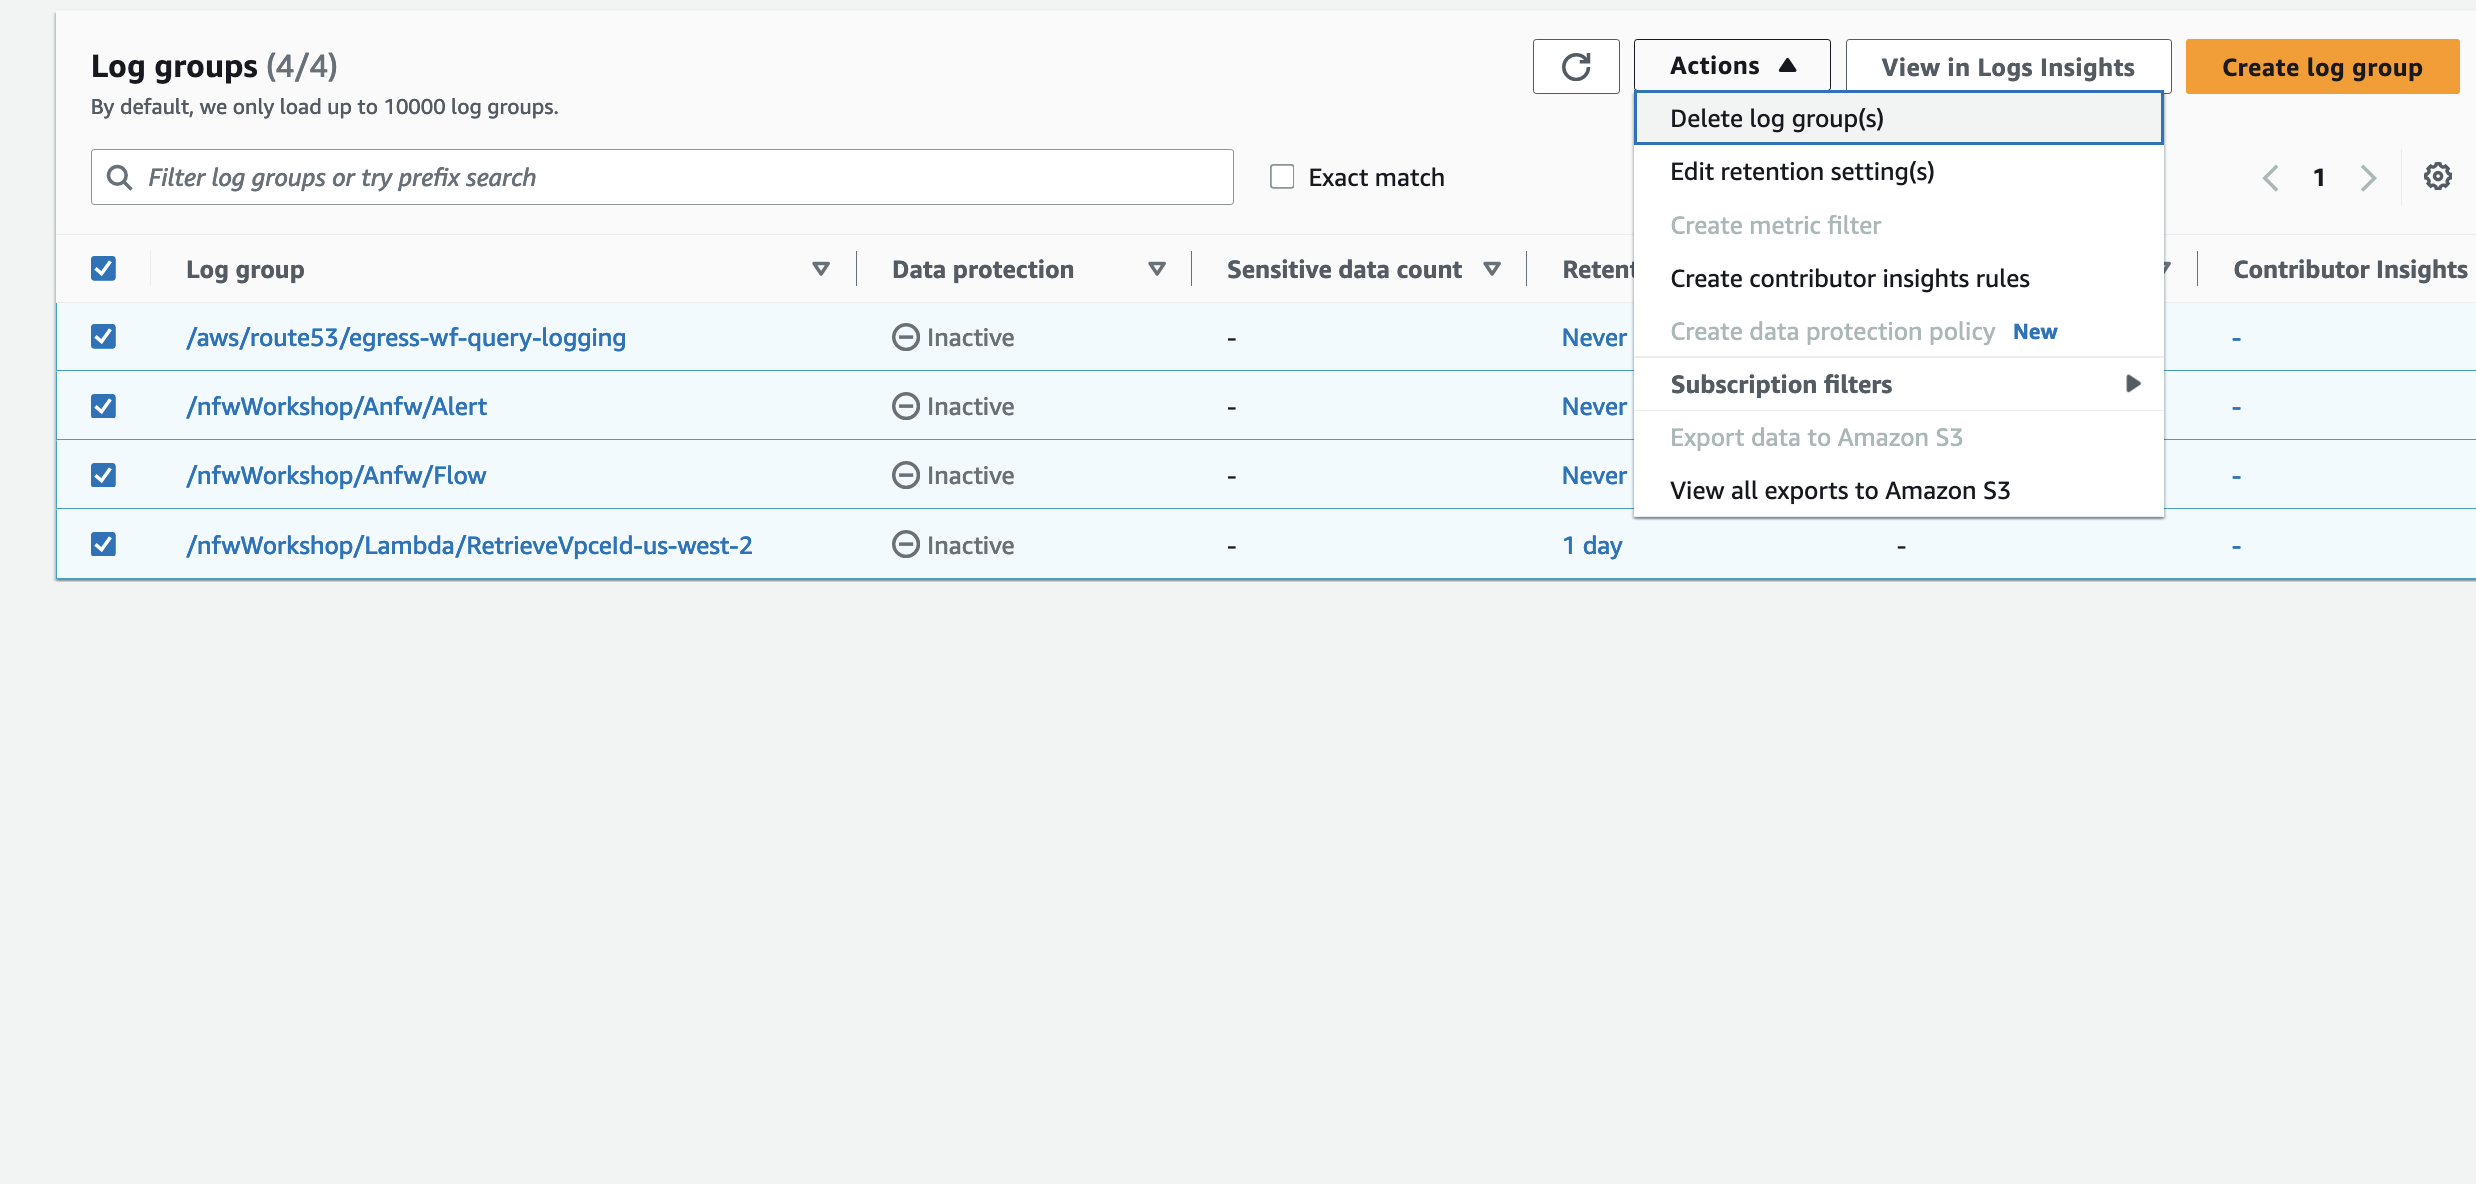 Log groups (4/4)
By default, we only load up to 10000 log groups.
Actions
View in Logs Insights
Create log group
Filter log groups or try prefix search
Exact match
1
Delete log group(s)
Edit retention setting(s)
Create metric filter
Create contributor insights rules
Create data protection policy New
Subscription filters
Export data to Amazon S3
View all exports to Amazon S3
Log group Data protection Sensitive data count Retent Contributor Insights
/aws/route53/egress-wf-query-logging Inactive - Never -
/nfwWorkshop/Anfw/Alert Inactive - Never -
/nfwWorkshop/Anfw/Flow Inactive - Never -
/nfwWorkshop/Lambda/RetrieveVpceId-us-west-2 Inactive - 1 day - -